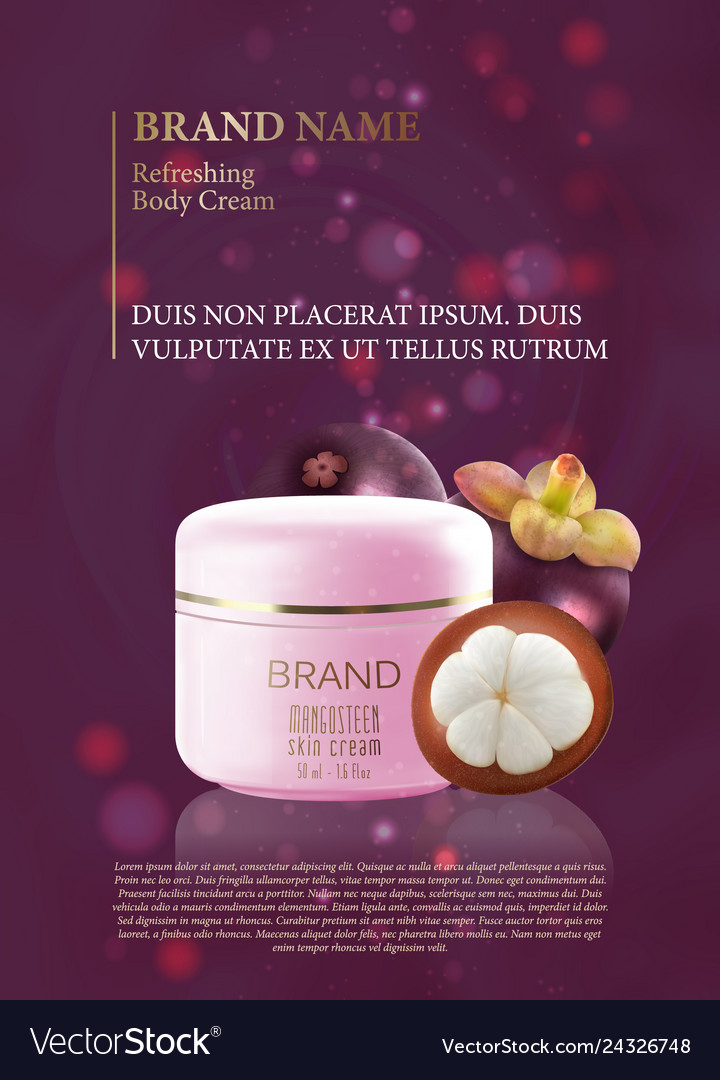 BRAND NAME
Refreshing
Body Cream
DUIS NON PLACERAT IPSUM. DUIS
VULPUTATE EX UT TELLUS RUTRUM
BRAND
MANGOSTEEN
skin cream
50 ml - 1.6 Floz
Lorem ipsum dolor sit amet, consectetur adipiscing elit. Quisque ac nulla et arcu aliquet pellentesque aliquet non risus.
Proin nec leo orci. Duis fringilla ullamcorper tellus, vitae tempor massa tempor ut. Donec eget condimentum dui.
Praesent facilisis tincidunt arcu a porttitor. Nullam nec neque dapibus, scelerisque sem nec, maximus dui. Duis
vehicula odio a mauris condimentum elementum. Etiam ligula ante, convallis ac euismod quis, imperdiet id dolor.
Sed dignissim in magna ut rhoncus. Curabitur pretium sit amet nibh vitae semper. Fusce auctor tortor quis eros
laoreet, a finibus odio rhoncus. Maecenas aliquet dolor felis, nec pharetra libero mollis eu. Nam non metus eget
enim tempor rhoncus vel dignissim velit.
VectorStock®
VectorStock.com/24326748